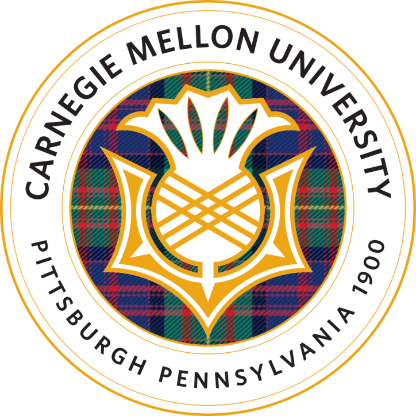 CARNEGIE MELLON UNIVERSITY
PITTSBURGH PENNSYLVANIA 1900